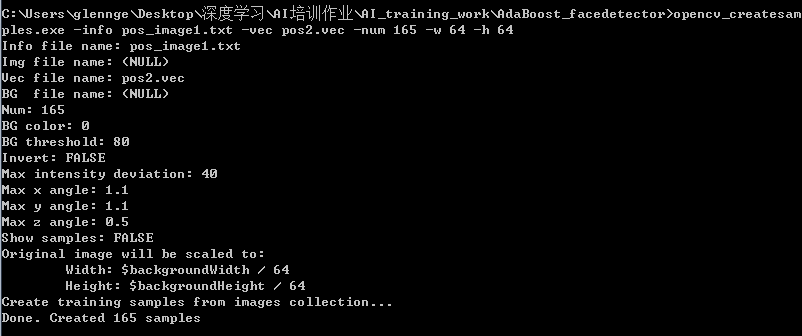 C:\Users\glennge\Desktop\深度学习\AI培训作业\AI_training_work\AdaBoost_facedetector>opencv_createsam
ples.exe -info pos_image1.txt -vec pos2.vec -num 165 -w 64 -h 64
Info file name: pos_image1.txt
Img file name: (NULL)
Vec file name: pos2.vec
BG  file name: (NULL)
Num: 165
BG color: 0
BG threshold: 80
Invert: FALSE
Max intensity deviation: 40
Max x angle: 1.1
Max y angle: 1.1
Max z angle: 0.5
Show samples: FALSE
Original image will be scaled to:
        Width: $backgroundWidth / 64
        Height: $backgroundHeight / 64
Create training samples from images collection...
Done. Created 165 samples